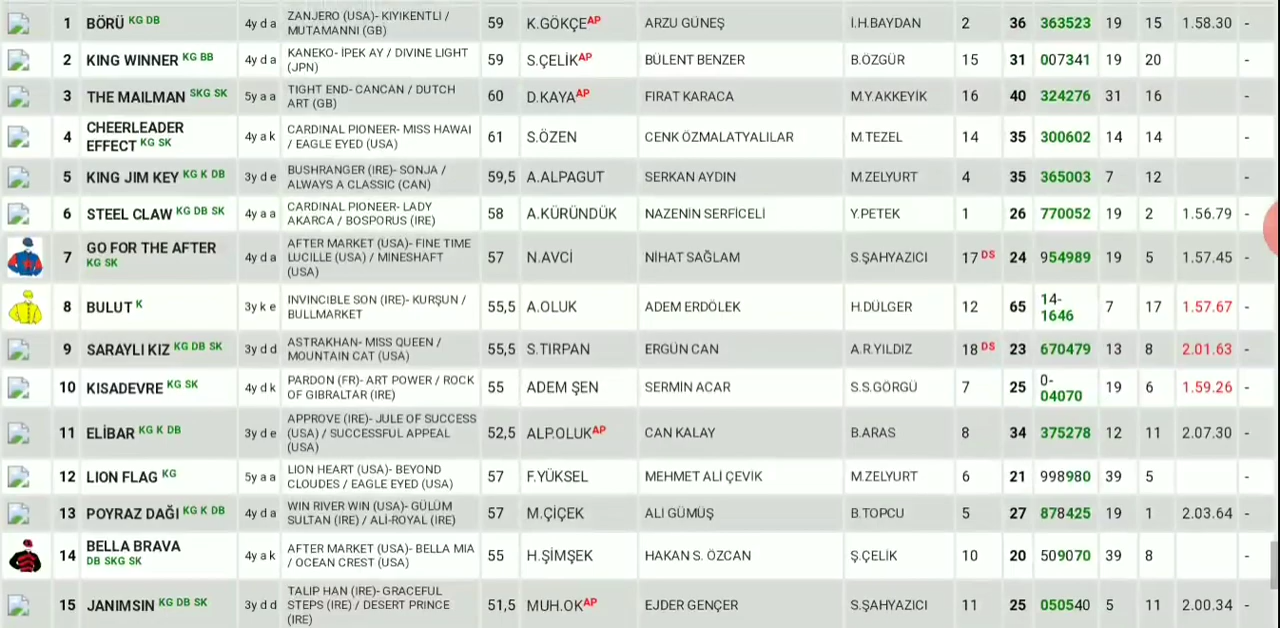 1 BÖRÜ KG DB 4y d a ZANJERO (USA)- KIYIKENTLİ / MUTAMANNI (GB) 59 K.GÖKÇE AP ARZU GÜNEŞ İ.H.BAYDAN 2 36 363523 19 15 1.58.30 -
2 KING WINNER KG BB 4y d a KANEKO- İPEK AY / DIVINE LIGHT (JPN) 59 S.ÇELİK AP BÜLENT BENZER B.ÖZGÜR 15 31 007341 19 20 -
3 THE MAILMAN SKG SK 5y a a TIGHT END- CANCAN / DUTCH ART (GB) 60 D.KAYA AP FIRAT KARACA M.Y.AKKEYİK 16 40 324276 31 16 -
4 CHEERLEADER EFFECT KG SK 4y a k CARDINAL PIONEER- MISS HAWAI / EAGLE EYED (USA) 61 S.ÖZEN CENK ÖZMALATYALILAR M.TEZEL 14 35 300602 14 14 -
5 KING JIM KEY KG K DB 3y d e BUSHRANGER (IRE)- SONJA / ALWAYS A CLASSIC (CAN) 59,5 A.ALPAGUT SERKAN AYDIN M.ZELYURT 4 35 365003 7 12 -
6 STEEL CLAW KG DB SK 4y a a CARDINAL PIONEER- LADY AKARCA / BOSPORUS (IRE) 58 A.KÜRÜNDÜK NAZENİN SERFİCELİ Y.PETEK 1 26 770052 19 2 1.56.79 -
7 GO FOR THE AFTER KG SK 4y d a AFTER MARKET (USA)- FINE TIME LUCILLE (USA) / MINESHAFT (USA) 57 N.AVCİ NİHAT SAĞLAM S.ŞAHYAZICI 17 DS 24 954989 19 5 1.57.45 -
8 BULUT K 3y k e INVINCIBLE SON (IRE)- KURŞUN / BULLMARKET 55,5 A.OLUK ADEM ERDÖLEK H.DÜLGER 12 65 14-1646 7 17 1.57.67 -
9 SARAYLI KIZ KG DB SK 3y d d ASTRAKHAN- MISS QUEEN / MOUNTAIN CAT (USA) 55,5 S.TIRPAN ERGÜN CAN A.R.YILDIZ 18 DS 23 670479 13 8 2.01.63 -
10 KISADEVRE KG SK 4y d k PARDON (FR)- ART POWER / ROCK OF GIBRALTAR (IRE) 55 ADEM ŞEN SERMİN ACAR S.S.GÖRGÜ 7 25 0-04070 19 6 1.59.26 -
11 ELİBAR KG K DB 3y d e APPROVE (IRE)- JULE OF SUCCESS (USA) / SUCCESSFUL APPEAL (USA) 52,5 ALP.OLUK AP CAN KALAY B.ARAS 8 34 375278 12 11 2.07.30 -
12 LION FLAG KG 5y a a LION HEART (USA)- BEYOND CLOUDES / EAGLE EYED (USA) 57 F.YÜKSEL MEHMET ALİ ÇEVİK M.ZELYURT 6 21 998980 39 5 -
13 POYRAZ DAĞI KG K DB 4y d a WIN RIVER WIN (USA)- GÜLÜM SULTAN (IRE) / ALİ-ROYAL (IRE) 57 M.ÇİÇEK ALİ GÜMÜŞ B.TOPCU 5 27 878425 19 1 2.03.64 -
14 BELLA BRAVA DB SKG SK 4y a k AFTER MARKET (USA)- BELLA MIA / OCEAN CREST (USA) 55 H.ŞİMŞEK HAKAN S. ÖZCAN Ş.ÇELİK 10 20 509070 39 8 -
15 JANIMSIN KG DB SK 3y d d TALIP HAN (IRE)- GRACEFUL STEPS (IRE) / DESERT PRINCE (IRE) 51,5 MUH.OK AP EJDER GENÇER S.ŞAHYAZICI 11 25 050540 5 11 2.00.34 -